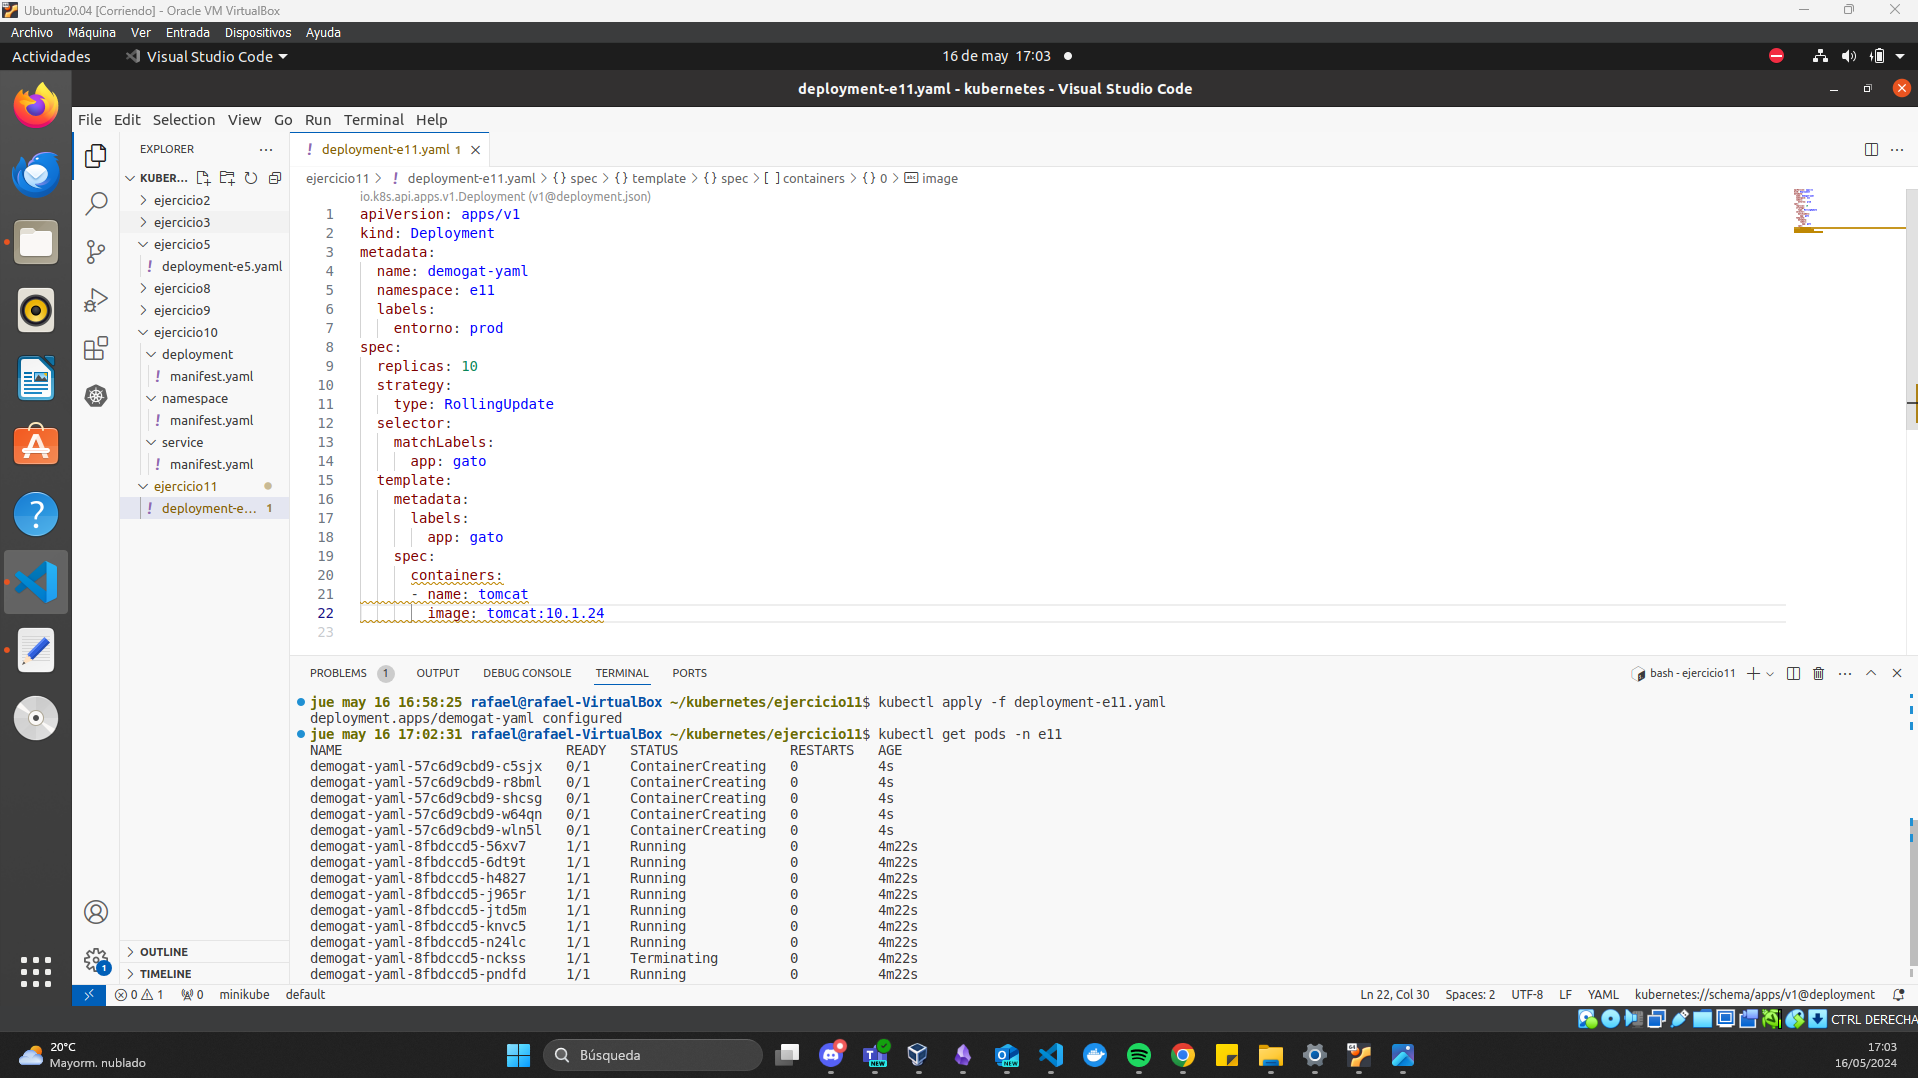 Ubuntu20.04 [Corriendo] - Oracle VM VirtualBox
Archivo Máquina Ver Entrada Dispositivos Ayuda
Actividades Visual Studio Code 16 de may 17:03
deployment-e11.yaml - kubernetes - Visual Studio Code
File Edit Selection View Go Run Terminal Help
EXPLORER
KUBER...
ejercicio2
ejercicio3
ejercicio5
deployment-e5.yaml
ejercicio8
ejercicio9
ejercicio10
deployment
manifest.yaml
namespace
manifest.yaml
service
manifest.yaml
ejercicio11
deployment-e... 1
OUTLINE
TIMELINE
deployment-e11.yaml 1
ejercicio11 > ! deployment-e11.yaml > {} spec > {} template > {} spec > [ ] containers > {} 0 > abc image
io.k8s.api.apps.v1.Deployment (v1@deployment.json)
1 apiVersion: apps/v1
2 kind: Deployment
3 metadata:
4   name: demogat-yaml
5   namespace: e11
6   labels:
7     entorno: prod
8 spec:
9   replicas: 10
10   strategy:
11     type: RollingUpdate
12   selector:
13     matchLabels:
14       app: gato
15   template:
16     metadata:
17       labels:
18         app: gato
19     spec:
20       containers:
21       - name: tomcat
22         image: tomcat:10.1.24
23
PROBLEMS 1 OUTPUT DEBUG CONSOLE TERMINAL PORTS bash - ejercicio11
jue may 16 16:58:25 rafael@rafael-VirtualBox ~/kubernetes/ejercicio11$ kubectl apply -f deployment-e11.yaml
deployment.apps/demogat-yaml configured
jue may 16 17:02:31 rafael@rafael-VirtualBox ~/kubernetes/ejercicio11$ kubectl get pods -n e11
NAME READY STATUS RESTARTS AGE
demogat-yaml-57c6d9cbd9-c5sjx 0/1 ContainerCreating 0 4s
demogat-yaml-57c6d9cbd9-r8bml 0/1 ContainerCreating 0 4s
demogat-yaml-57c6d9cbd9-shcsg 0/1 ContainerCreating 0 4s
demogat-yaml-57c6d9cbd9-w64qn 0/1 ContainerCreating 0 4s
demogat-yaml-57c6d9cbd9-wln5l 0/1 ContainerCreating 0 4s
demogat-yaml-8fbdccd5-56xv7 1/1 Running 0 4m22s
demogat-yaml-8fbdccd5-6dt9t 1/1 Running 0 4m22s
demogat-yaml-8fbdccd5-h4827 1/1 Running 0 4m22s
demogat-yaml-8fbdccd5-j965r 1/1 Running 0 4m22s
demogat-yaml-8fbdccd5-jtd5m 1/1 Running 0 4m22s
demogat-yaml-8fbdccd5-knvc5 1/1 Running 0 4m22s
demogat-yaml-8fbdccd5-n24lc 1/1 Running 0 4m22s
demogat-yaml-8fbdccd5-nckss 1/1 Terminating 0 4m22s
demogat-yaml-8fbdccd5-pndfd 1/1 Running 0 4m22s
1
0 1 0 minikube default Ln 22, Col 30 Spaces: 2 UTF-8 LF YAML kubernetes://schema/apps/v1@deployment
CTRL DERECHA
20°C
Mayorm. nublado
Búsqueda
NEW
NEW
64
17:03
16/05/2024